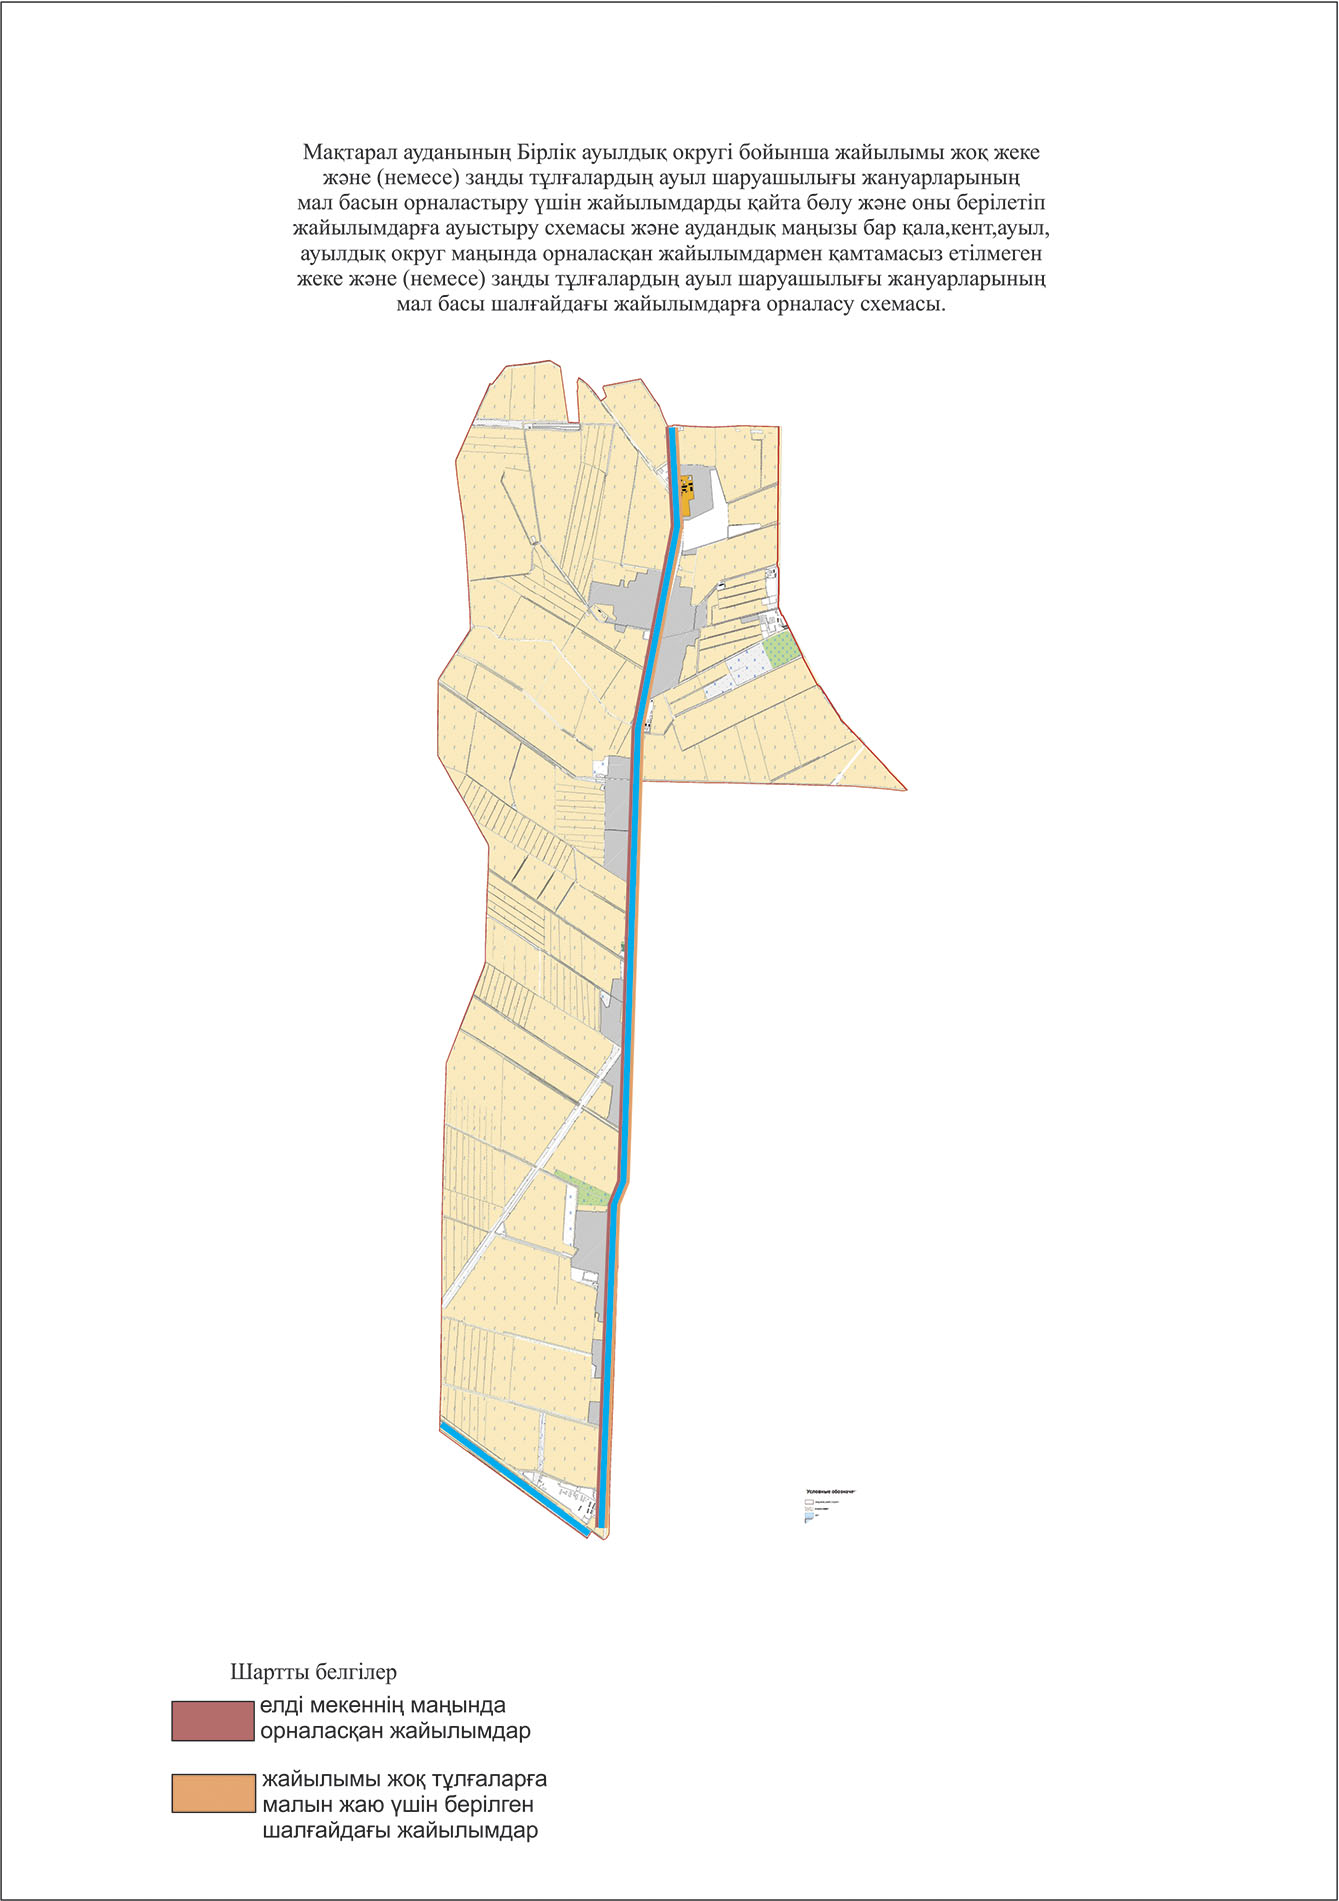 Мақтарал ауданының Бірлік ауылдық округі бойынша жайылымы жоқ жеке
және (немесе) заңды тұлғалардың ауыл шаруашылығы жануарларының
мал басын орналастыру үшін жайылымдарды қайта бөлу және оны берілетіп
жайылымдарға ауыстыру схемасы және аудандық маңызы бар қала,кент,ауыл,
ауылдық округ маңында орналасқан жайылымдармен қамтамасыз етілмеген
жеке және (немесе) заңды тұлғалардың ауыл шаруашылығы жануарларының
мал басы шалғайдағы жайылымдарға орналасу схемасы.
Условные обозначе
Шартты белгілер
елді мекеннің маңында
орналасқан жайылымдар
жайылымы жоқ тұлғаларға
малын жаю үшін берілген
шалғайдағы жайылымдар